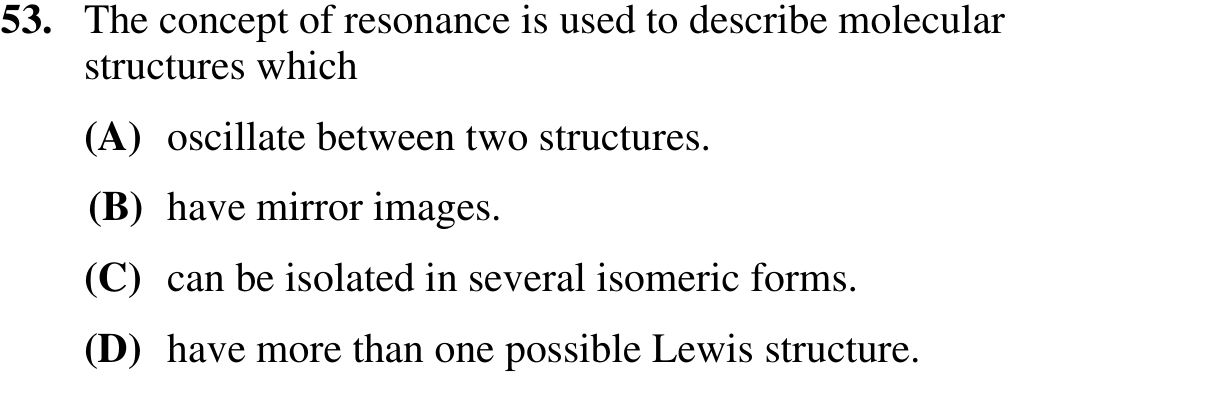 53. The concept of resonance is used to describe molecular
structures which
(A) oscillate between two structures.
(B) have mirror images.
(C) can be isolated in several isomeric forms.
(D) have more than one possible Lewis structure.